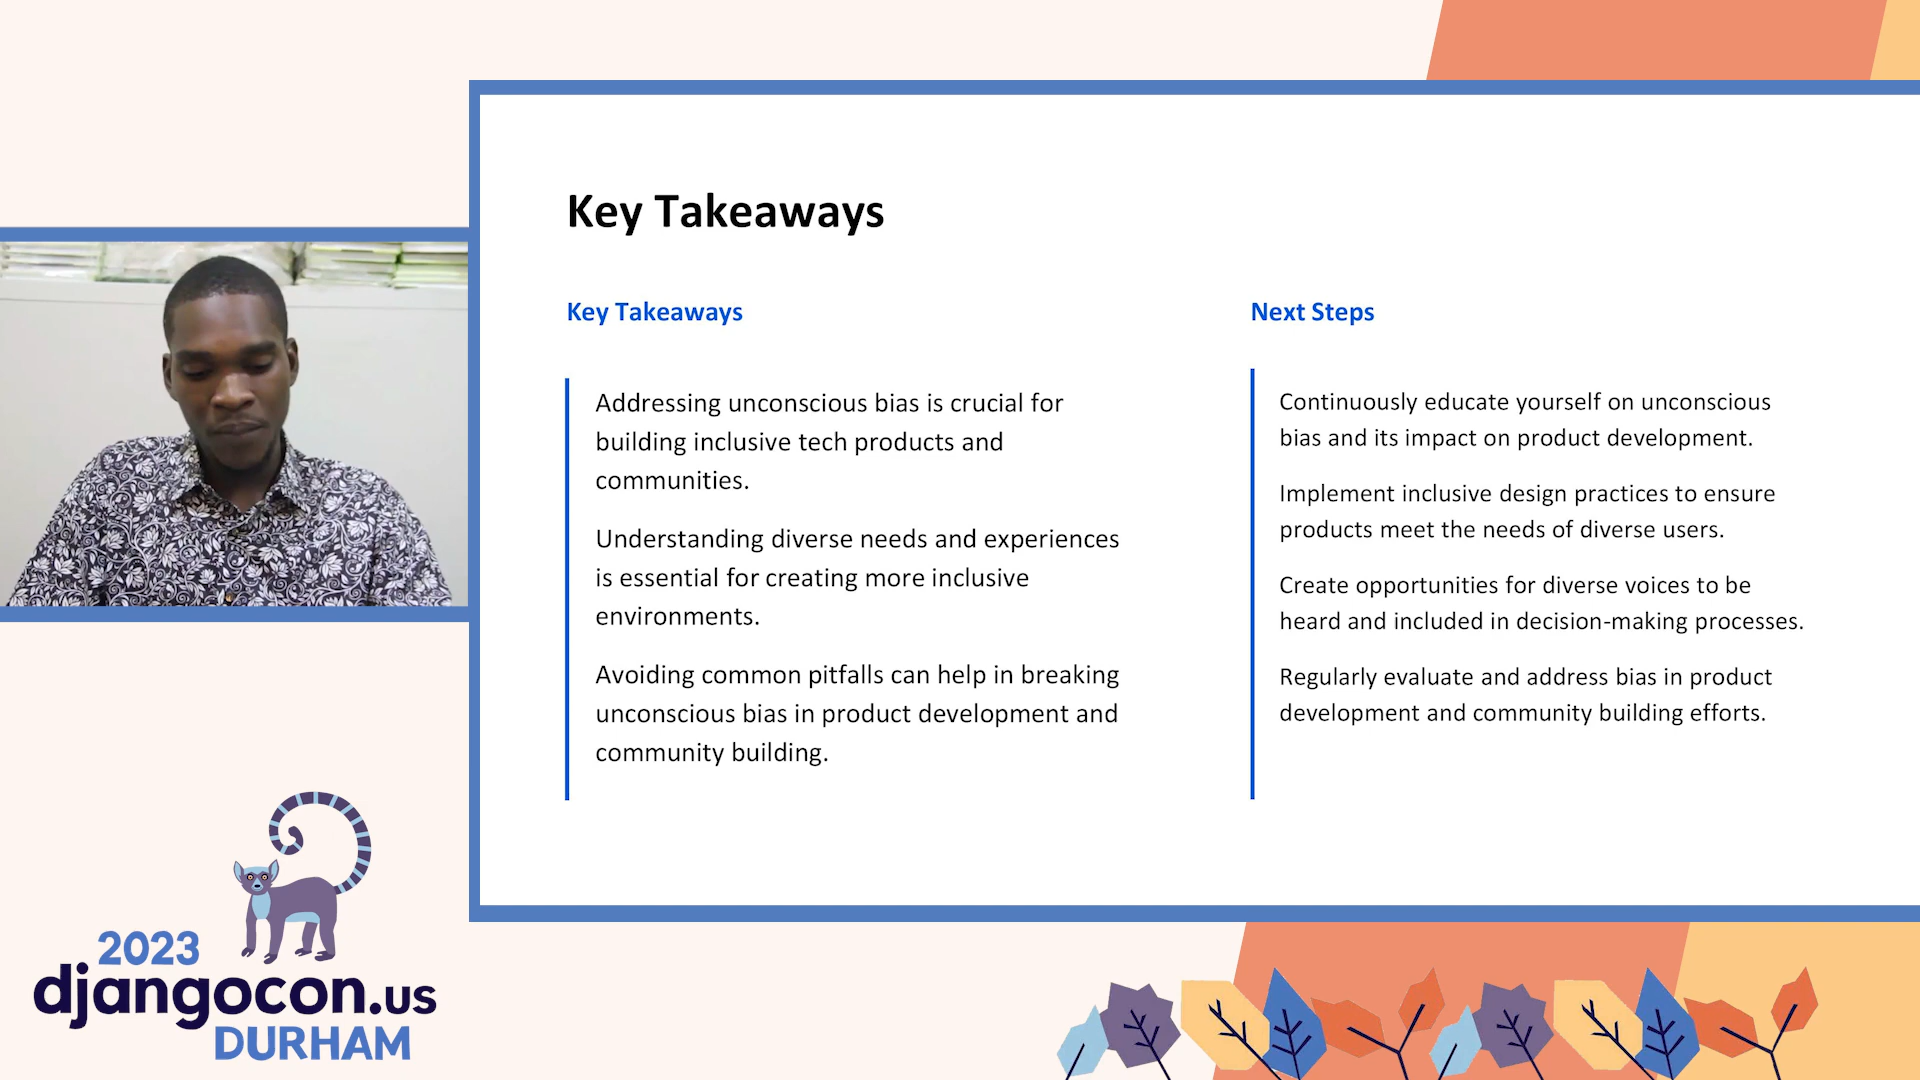 Key Takeaways
Key Takeaways
Addressing unconscious bias is crucial for
building inclusive tech products and
communities.
Understanding diverse needs and experiences
is essential for creating more inclusive
environments.
Avoiding common pitfalls can help in breaking
unconscious bias in product development and
community building.
Next Steps
Continuously educate yourself on unconscious
bias and its impact on product development.
Implement inclusive design practices to ensure
products meet the needs of diverse users.
Create opportunities for diverse voices to be
heard and included in decision-making processes.
Regularly evaluate and address bias in product
development and community building efforts.
2023
djangocon.us
DURHAM